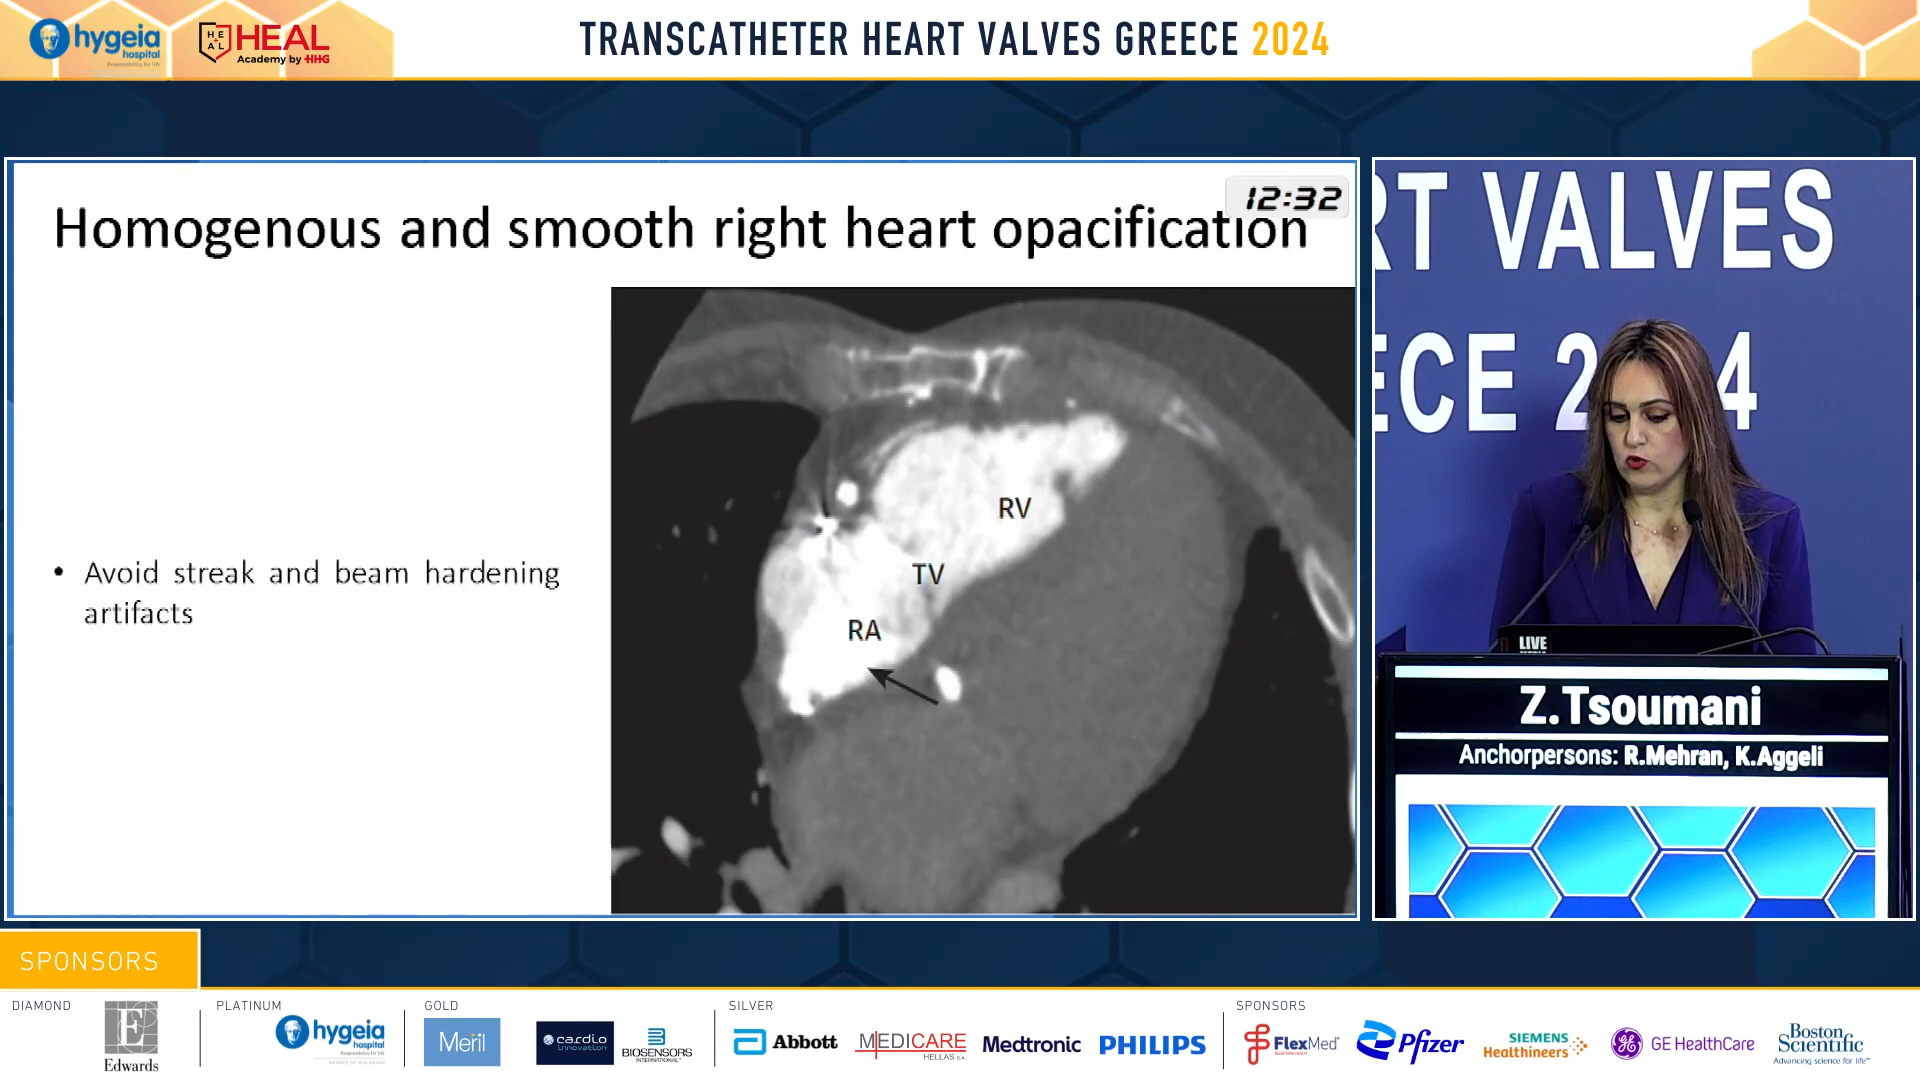 hygeia
hospital
HEAL
HEAL
Academy by HHG
TRANSCATHETER HEART VALVES GREECE 2024
12:32
Homogenous and smooth right heart opacification
• Avoid streak and beam hardening
artifacts
RV
TV
RA
RT VALVES
ECE 2 4
LIVE
Z.Tsoumani
Anchorpersons: R.Mehran, K.Aggeli
SPONSORS
DIAMOND
Edwards
PLATINUM
hygeia
hospital
GOLD
Meril
cardio
innovation
BIOSENSORS
INTERNATIONAL
SILVER
Abbott
MEDICARE
HELLAS S.A.
Medtronic
PHILIPS
SPONSORS
FlexMed
Pfizer
SIEMENS
Healthineers
GE HealthCare
Boston
Scientific
Advancing science for life